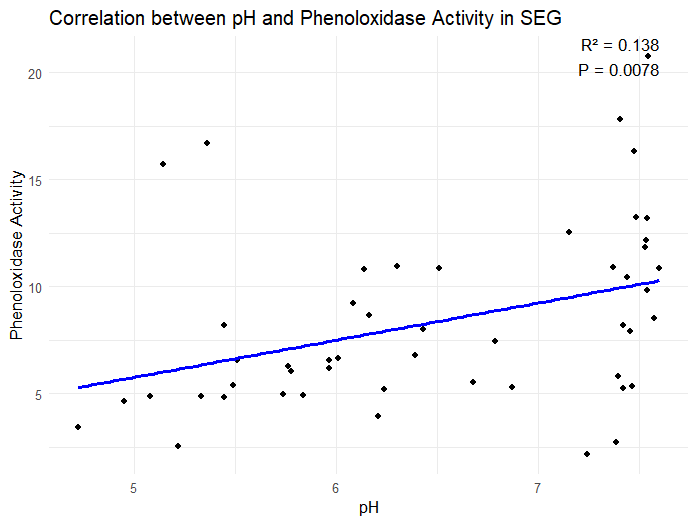 Correlation between pH and Phenoloxidase Activity in SEG
R² = 0.138
P = 0.0078
20
15
10
5
Phenoloxidase Activity
5 6 7
pH